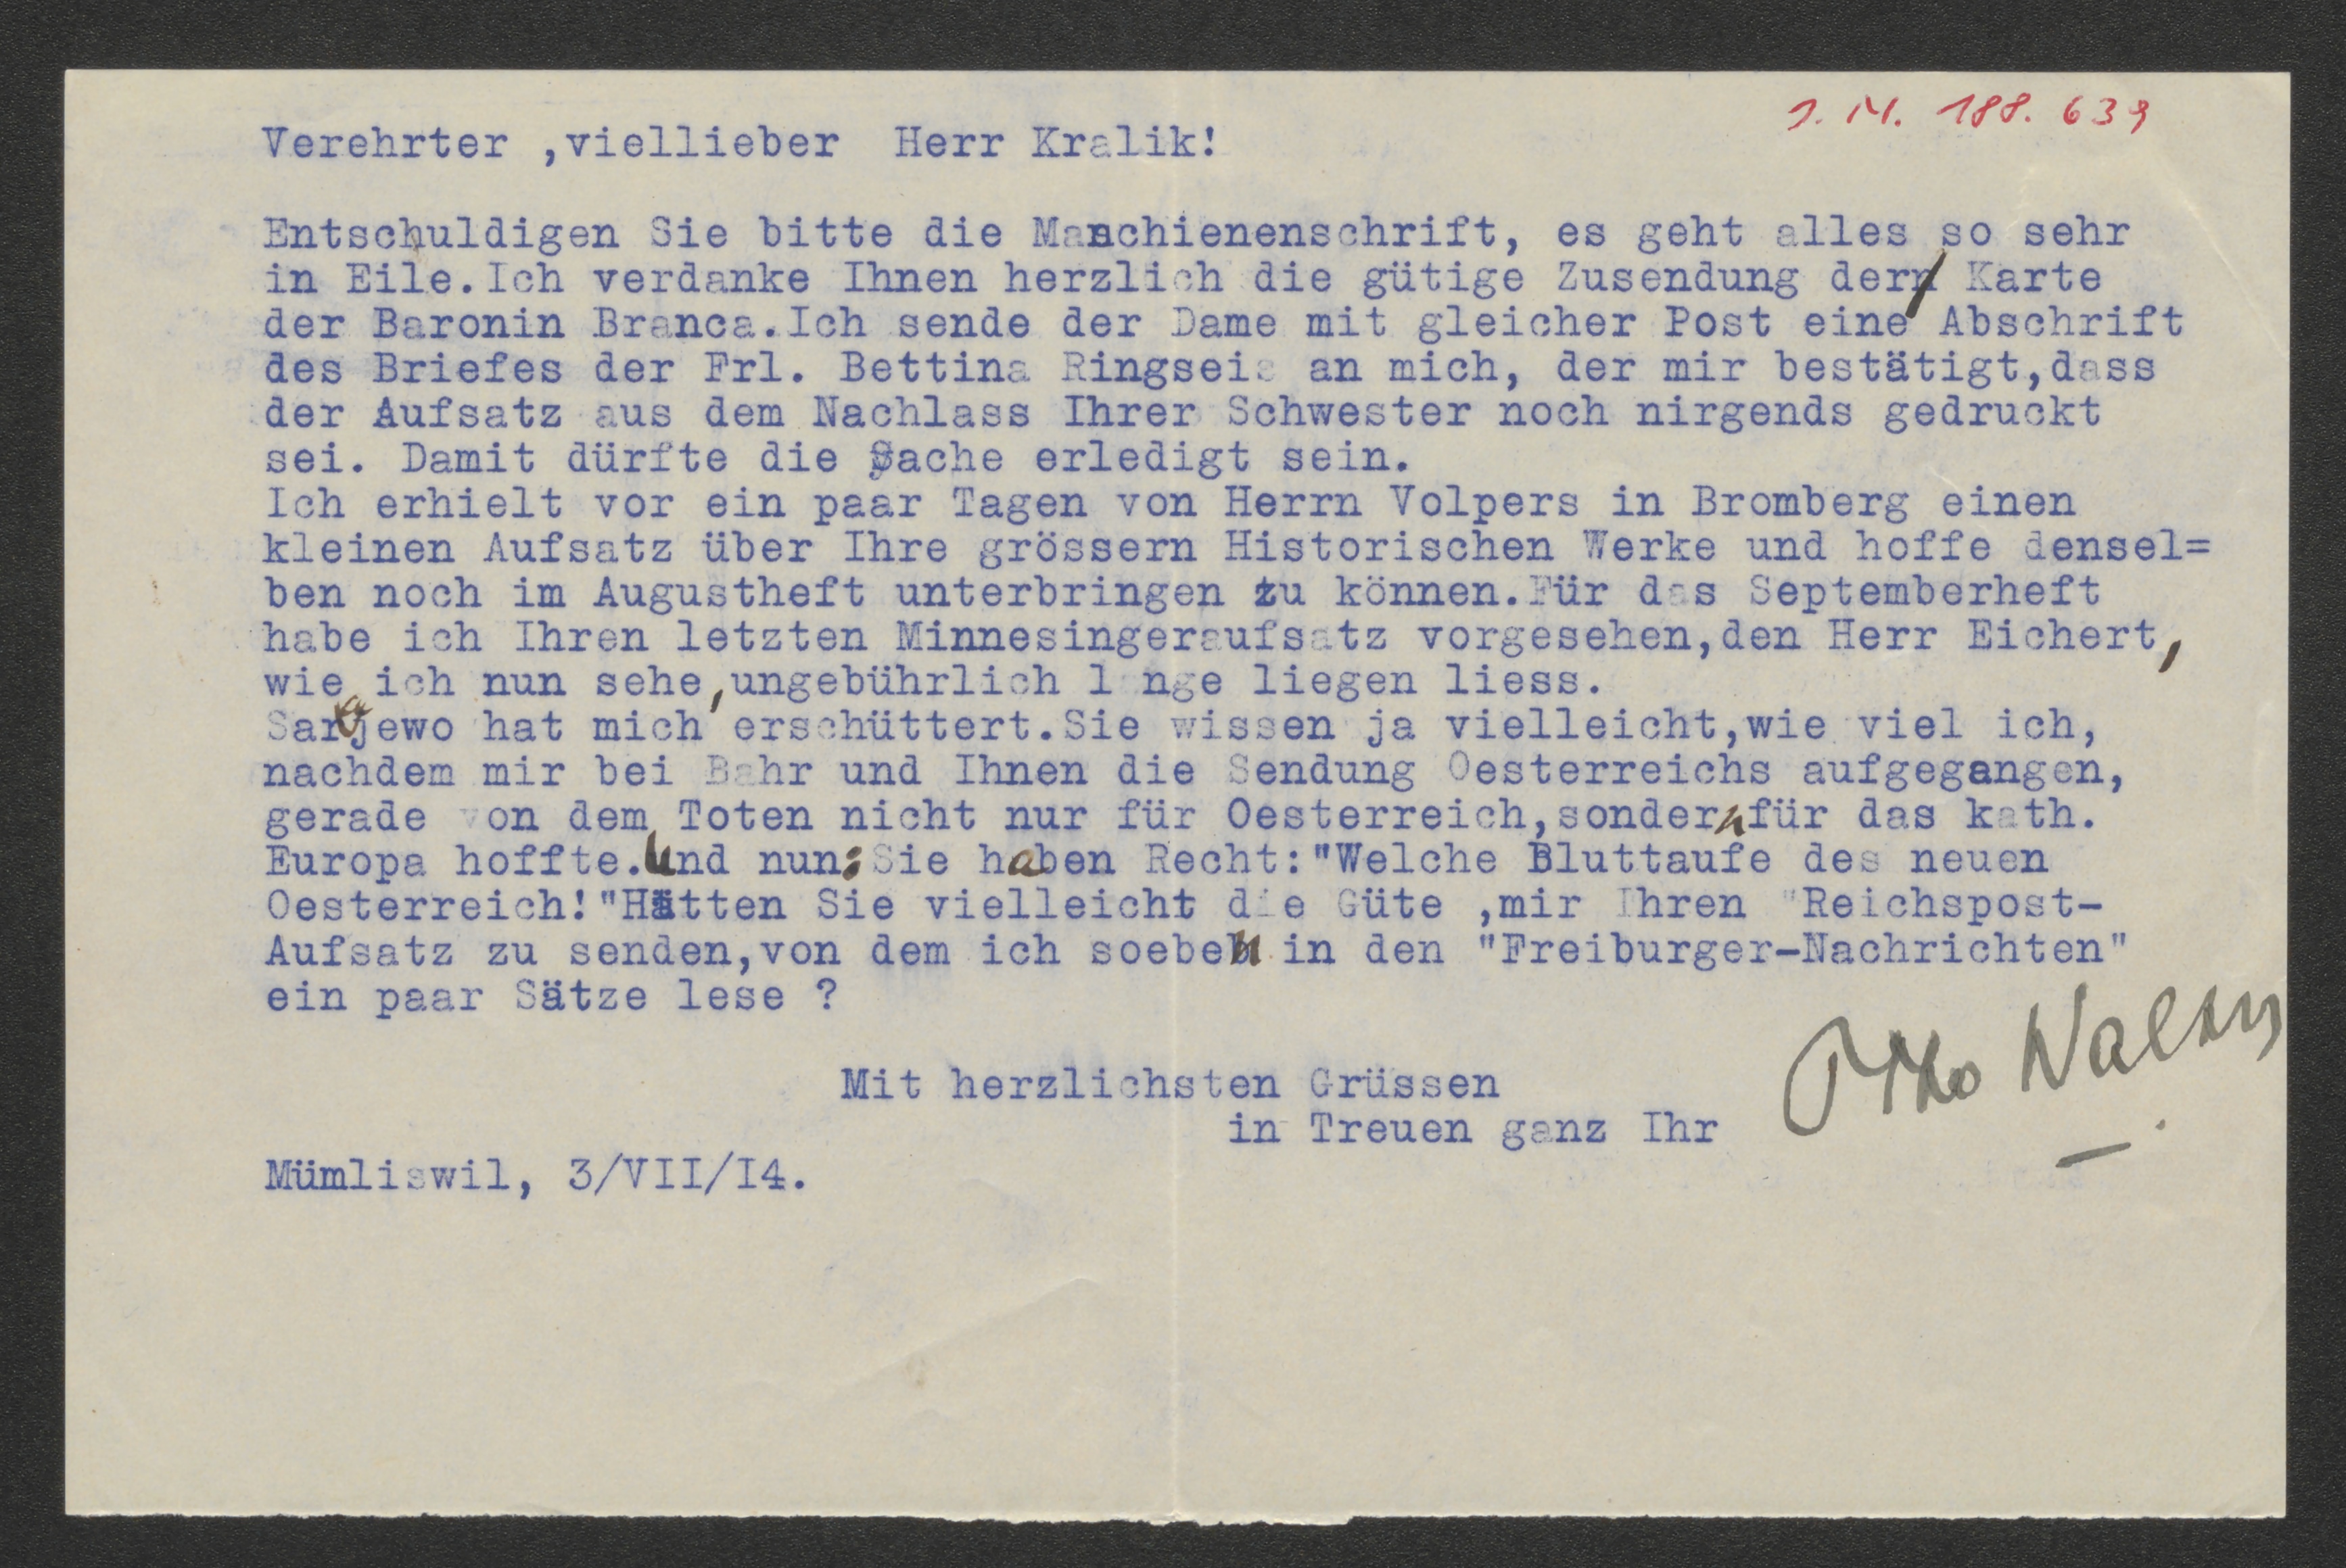 J. N. 188.639
Verehrter ,viellieber Herr Kralik!
Entschuldigen Sie bitte die Maschienenschrift, es geht alles so sehr
in Eile.Ich verdanke Ihnen herzlich die gütige Zusendung der Karte
der Baronin Branca.Ich sende der Dame mit gleicher Post eine Abschrift
des Briefes der Frl. Bettina Ringseis an mich, der mir bestätigt,dass
der Aufsatz aus dem Nachlass Ihrer Schwester noch nirgends gedruckt
sei. Damit dürfte die Sache erledigt sein.
Ich erhielt vor ein paar Tagen von Herrn Volpers in Bromberg einen
kleinen Aufsatz über Ihre grössern Historischen Werke und hoffe densel=
ben noch im Augustheft unterbringen zu können.Für das Septemberheft
habe ich Ihren letzten Minnesingeraufsatz vorgesehen,den Herr Eichert,
wie ich nun sehe,ungebührlich lange liegen liess.
Sarajewo hat mich erschüttert.Sie wissen ja vielleicht,wie viel ich,
nachdem mir bei Bahr und Ihnen die Sendung Oesterreichs aufgegangen,
gerade von dem Toten nicht nur für Oesterreich,sondern für das kath.
Europa hoffte.Und nun: Sie haben Recht:"Welche Bluttaufe des neuen
Oesterreich!"Hätten Sie vielleicht die Güte ,mir Ihren "Reichspost-
Aufsatz zu senden,von dem ich soeben in den "Freiburger-Nachrichten"
ein paar Sätze lese ?
Mit herzlichsten Grüssen
in Treuen ganz Ihr
Otto Walter
Mümliswil, 3/VII/I4.